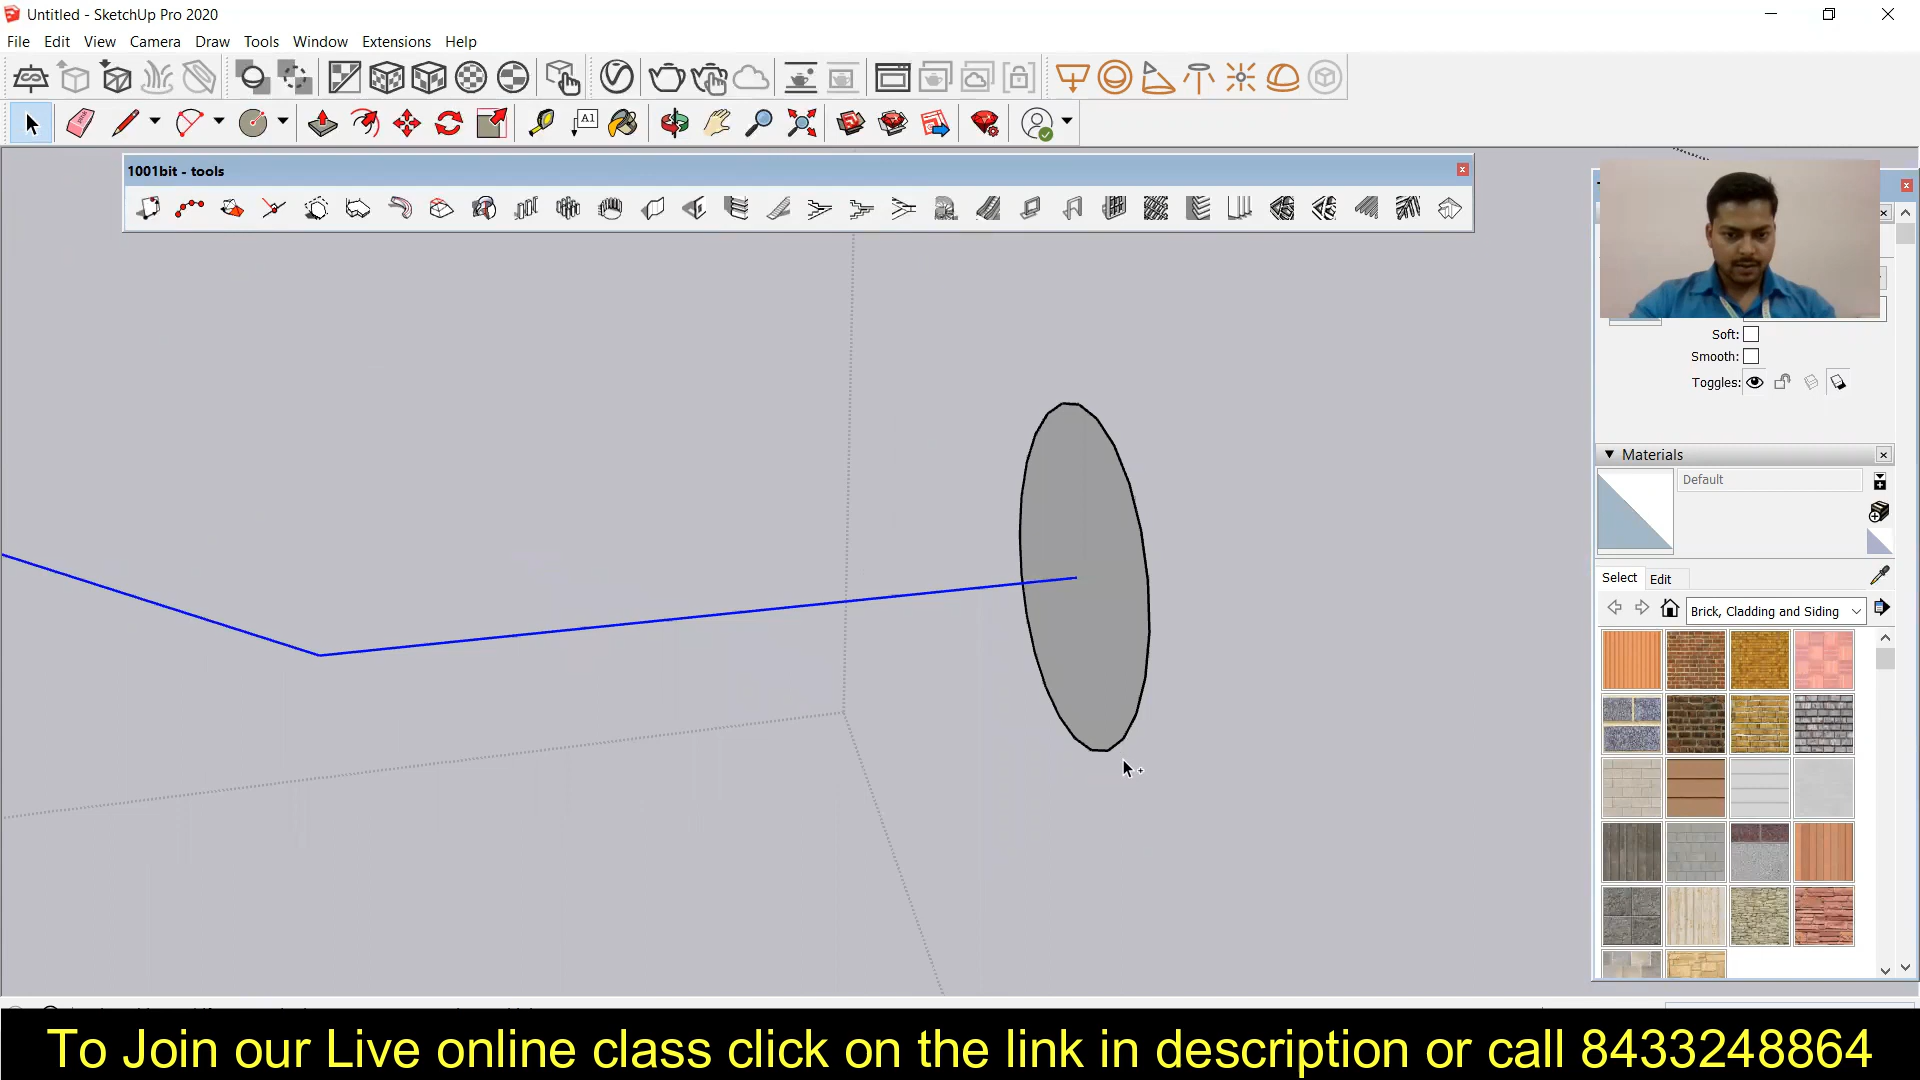 Untitled - SketchUp Pro 2020
File Edit View Camera Draw Tools Window Extensions Help
A1
1001bit - tools
Soft:
Smooth:
Toggles:
Materials
Default
Select Edit
Brick, Cladding and Siding
To Join our Live online class click on the link in description or call 8433248864